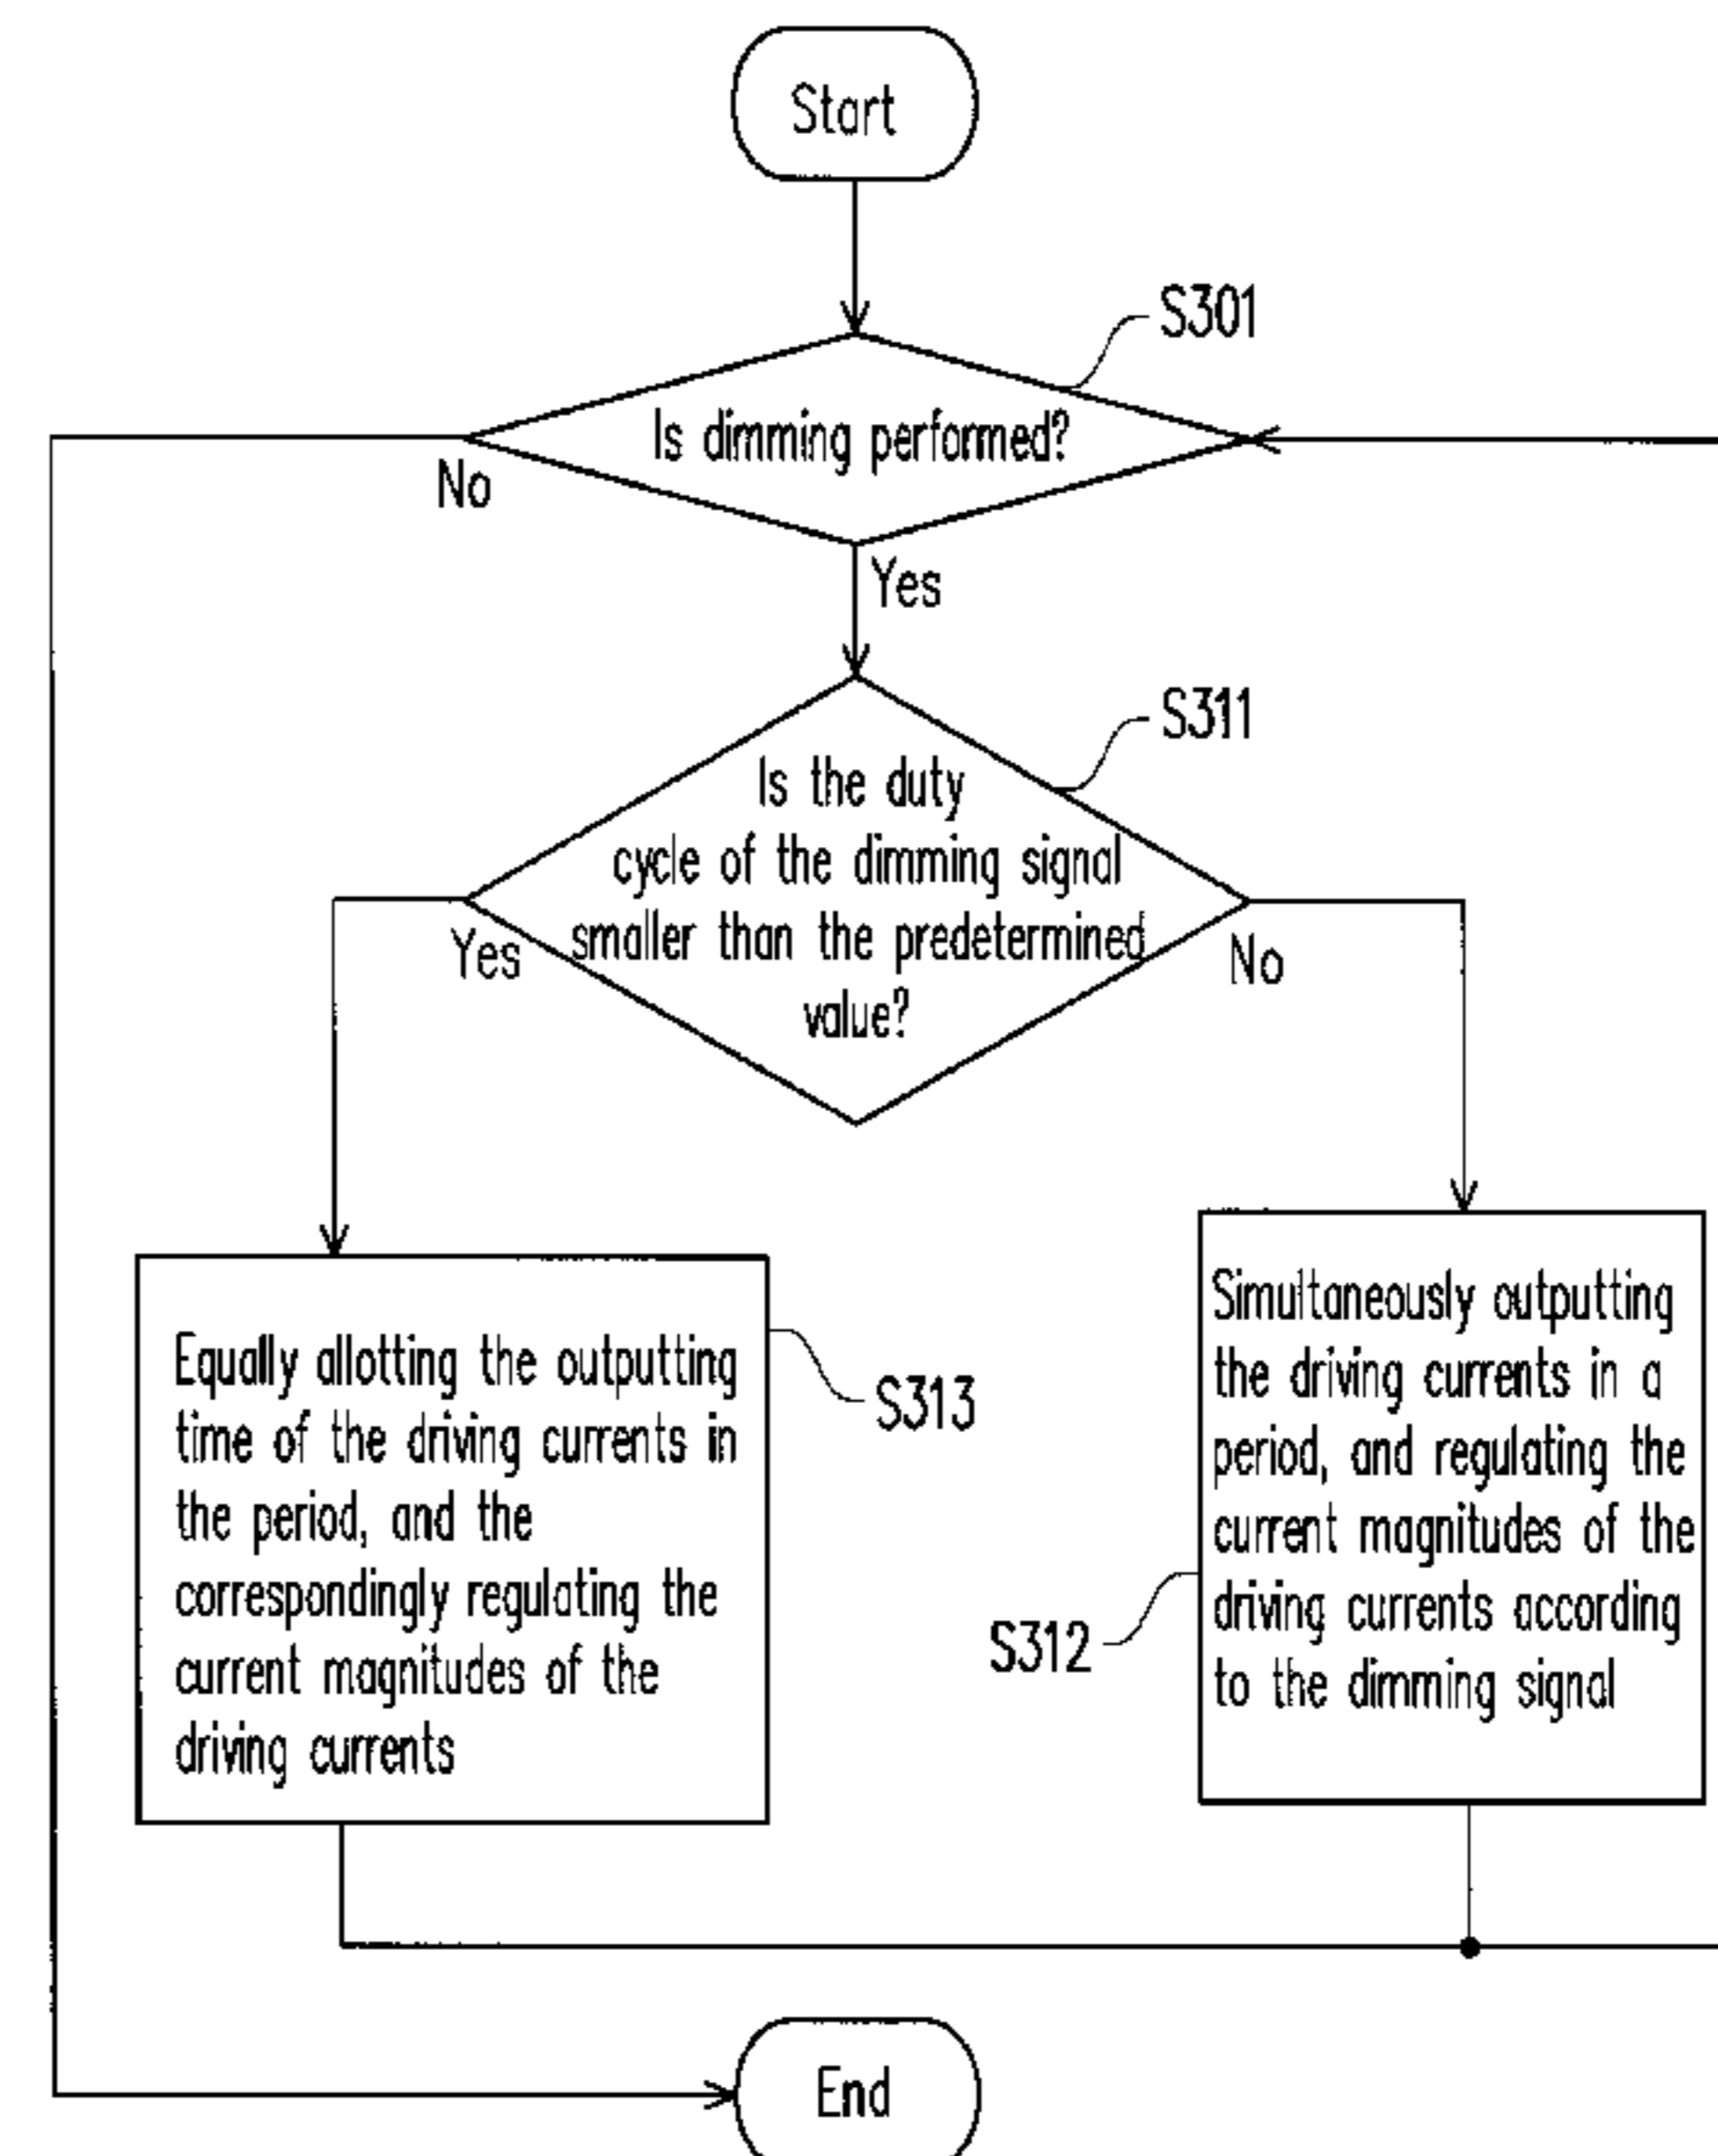 Start
S301
Is dimming performed?
No
Yes
S311
Is the duty
cycle of the dimming signal
smaller than the predetermined
value?
Yes
No
Equally allotting the outputting
time of the driving currents in
the period, and the
correspondingly regulating the
current magnitudes of the
driving currents
S313
Simultaneously outputting
the driving currents in a
period, and regulating the
current magnitudes of the
driving currents according
to the dimming signal
S312
End